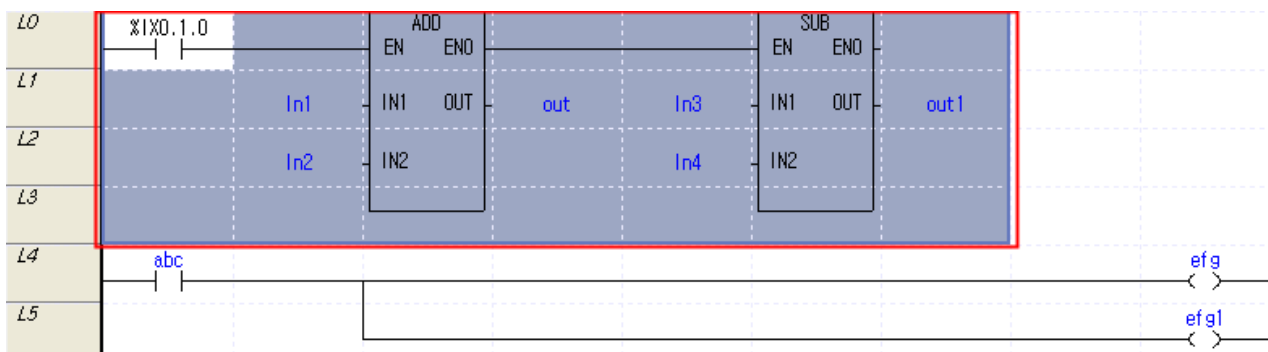 L0 %IX0.1.0 ADD SUB
EN ENO EN ENO
L1
In1 IN1 OUT out In3 IN1 OUT out1
L2
In2 IN2 In4 IN2
L3
L4 abc efg
L5 efg1